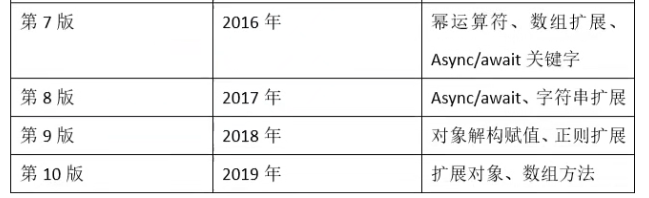 第 7 版 2016 年 幂运算符、数组扩展、
Async/await 关键字
第 8 版 2017 年 Async/await、字符串扩展
第 9 版 2018 年 对象解构赋值、正则扩展
第 10 版 2019 年 扩展对象、数组方法